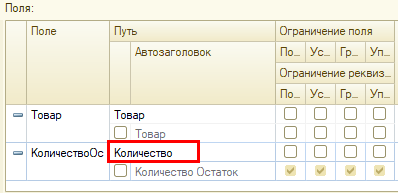 Поля:
Поле Путь Ограничение поля
Автозаголовок По... Ус... Гр... Уп...
Ограничение реквиз...
По... Ус... Гр... Уп...
Товар Товар
Товар
КоличествоОс Количество
Количество Остаток